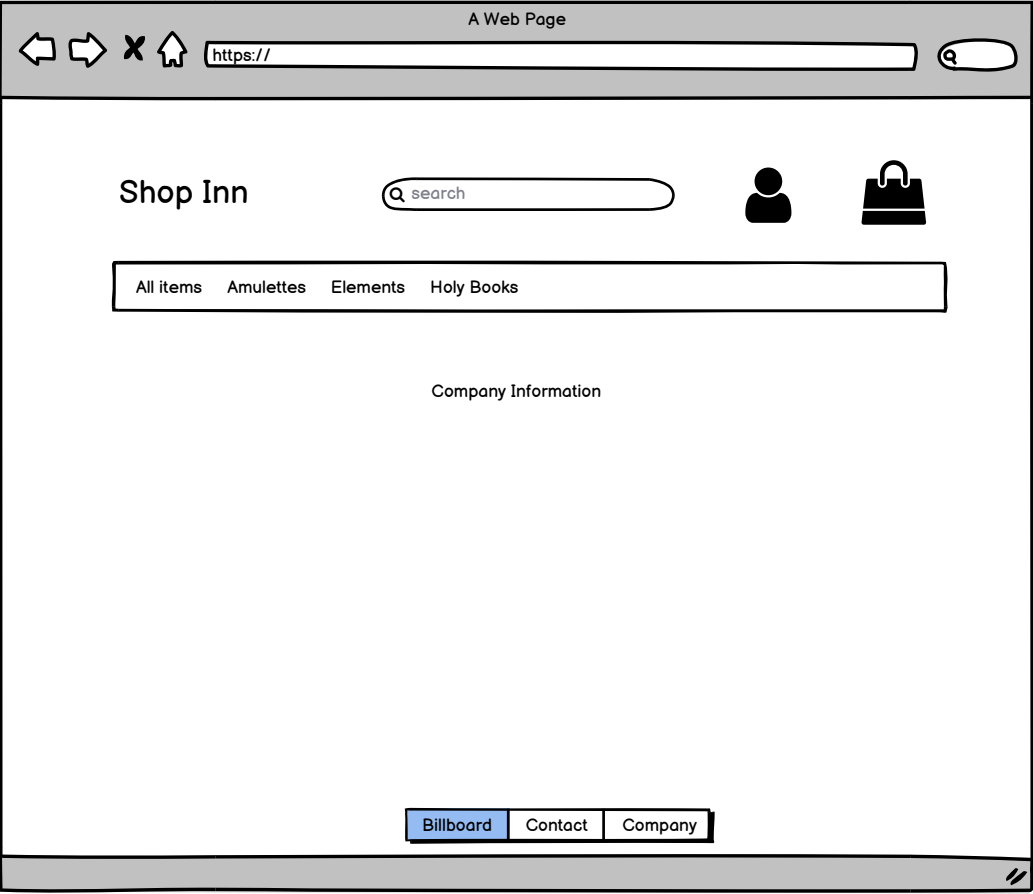 A Web Page
https://
Shop Inn
search
All items Amulettes Elements Holy Books
Company Information
Billboard Contact Company